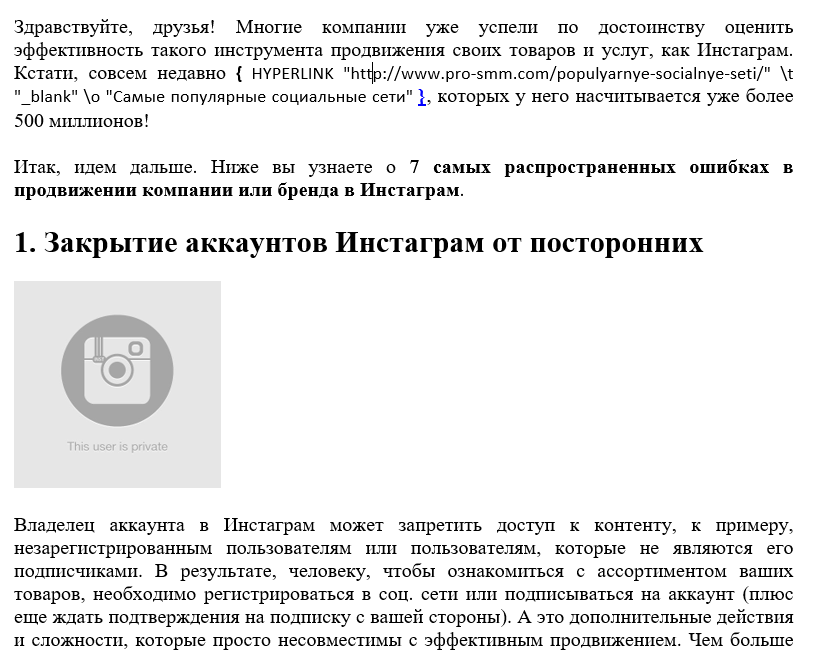 Здравствуйте, друзья! Многие компании уже успели по достоинству оценить
эффективность такого инструмента продвижения своих товаров и услуг, как Инстаграм.
Кстати, совсем недавно { HYPERLINK "http://www.pro-smm.com/populyarnye-socialnye-seti/" \t
"_blank" \o "Самые популярные социальные сети" }, которых у него насчитывается уже более
500 миллионов!
Итак, идем дальше. Ниже вы узнаете о 7 самых распространенных ошибках в
продвижении компании или бренда в Инстаграм.
1. Закрытие аккаунтов Инстаграм от посторонних
This user is private
Владелец аккаунта в Инстаграм может запретить доступ к контенту, к примеру,
незарегистрированным пользователям или пользователям, которые не являются его
подписчиками. В результате, человеку, чтобы ознакомиться с ассортиментом ваших
товаров, необходимо регистрироваться в соц. сети или подписываться на аккаунт (плюс
еще ждать подтверждения на подписку с вашей стороны). А это дополнительные действия
и сложности, которые просто несовместимы с эффективным продвижением. Чем больше